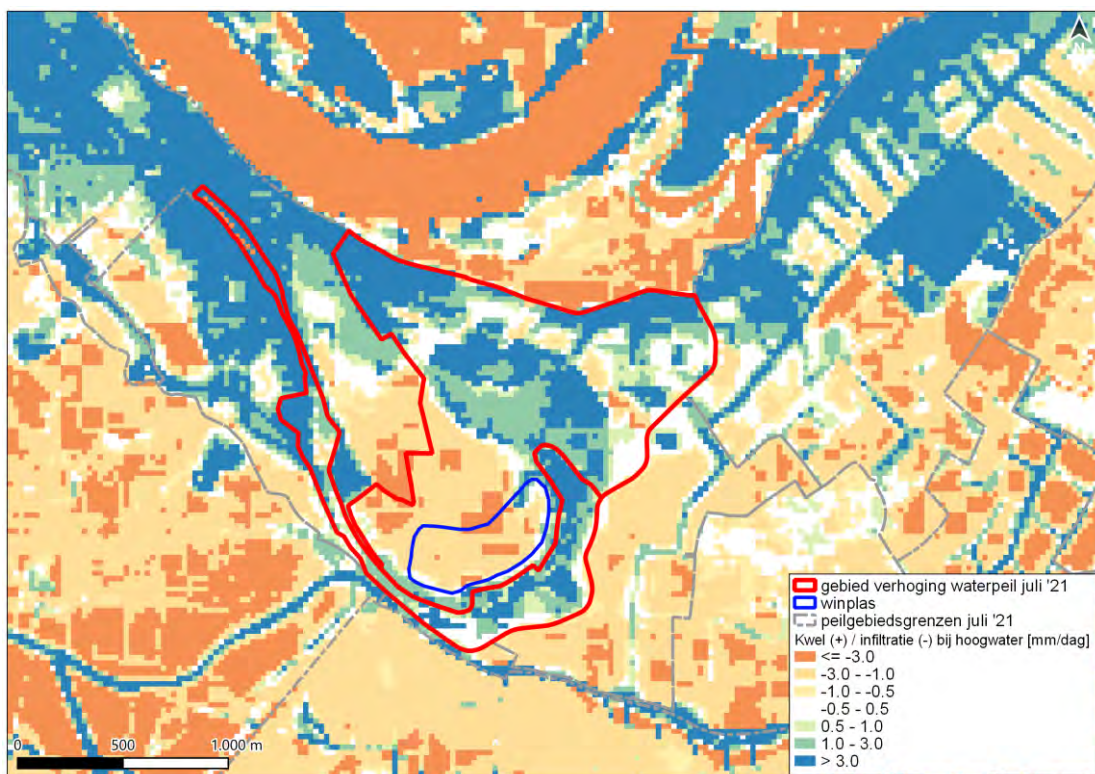 N
gebied verhoging waterpeil juli '21
winplas
peilgebiedsgrenzen juli '21
Kwel (+) / infiltratie (-) bij hoogwater [mm/dag]
<= -3.0
-3.0 - -1.0
-1.0 - -0.5
-0.5 - 0.5
0.5 - 1.0
1.0 - 3.0
> 3.0
0 500 1.000 m